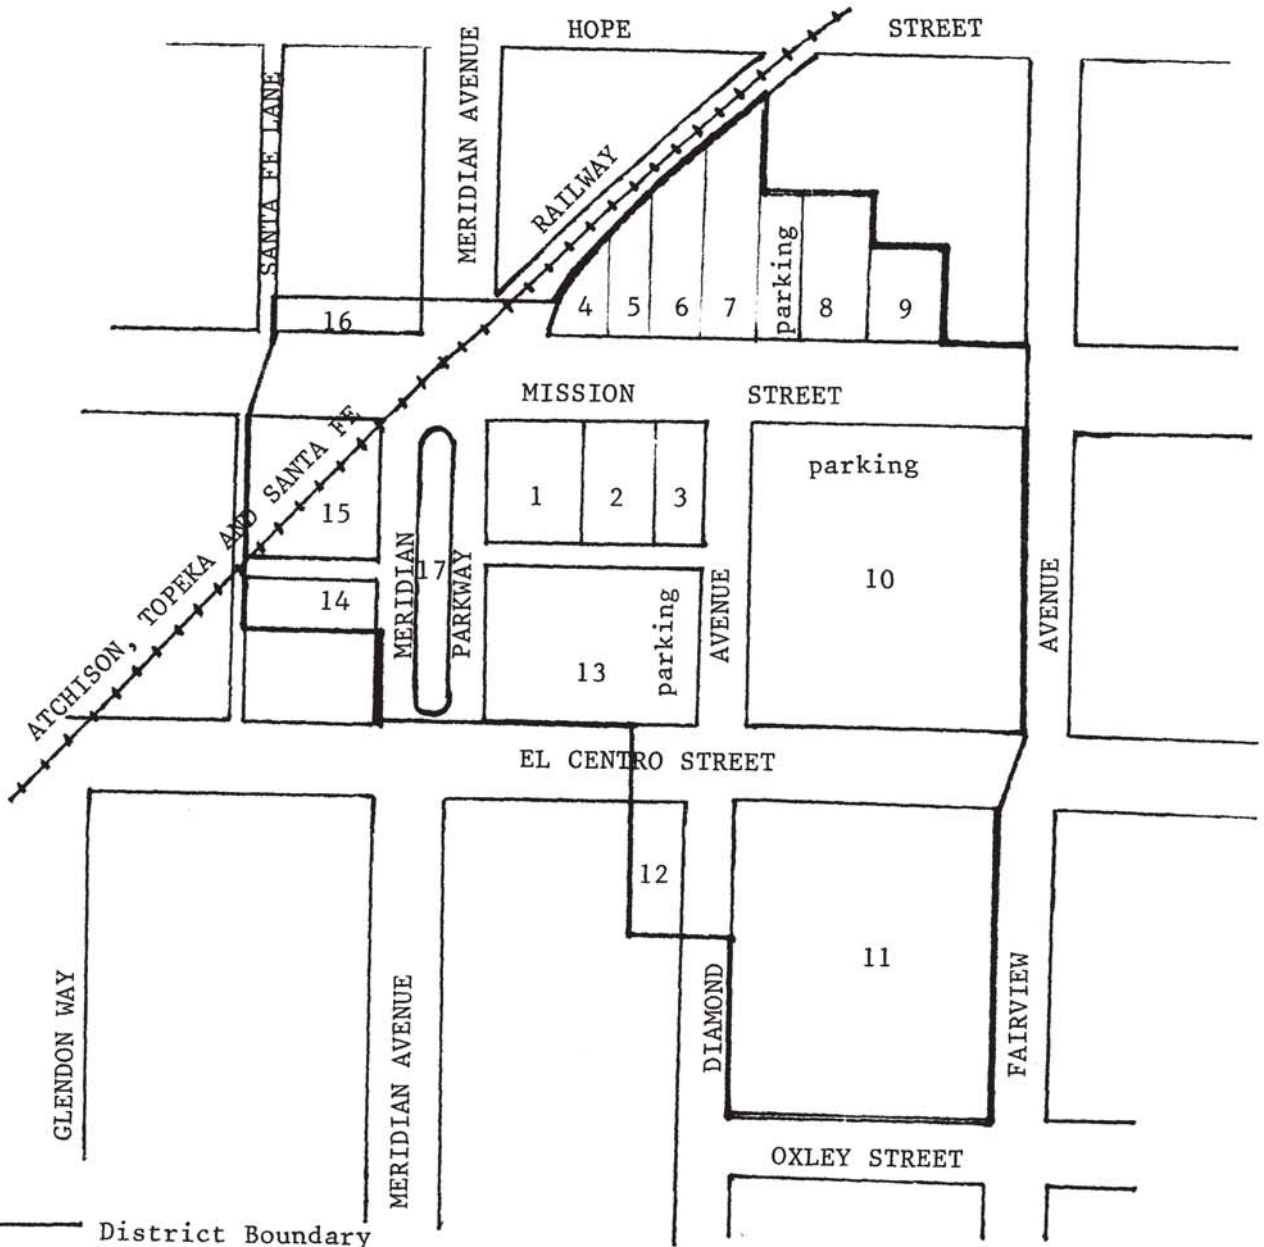 HOPE STREET
SANTA FE LANE
MERIDIAN AVENUE
RAILWAY
16
4 5 6 7 parking 8 9
MISSION STREET
ATCHISON, TOPEKA AND SANTA FE
parking
15
1 2 3
14
MERIDIAN PARKWAY
17
13
parking
AVENUE
10
AVENUE
EL CENTRO STREET
12
11
GLENDON WAY
MERIDIAN AVENUE
DIAMOND
FAIRVIEW
OXLEY STREET
District Boundary